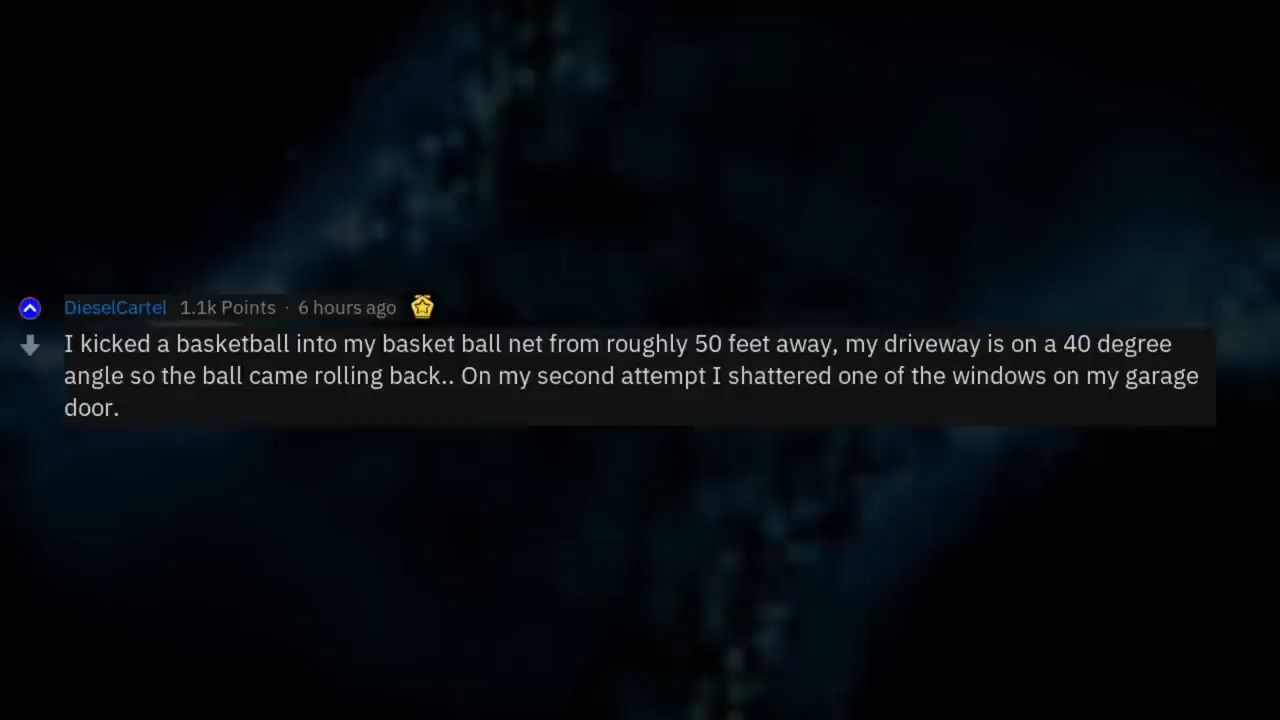 DieselCartel 1.1k Points · 6 hours ago
I kicked a basketball into my basket ball net from roughly 50 feet away, my driveway is on a 40 degree
angle so the ball came rolling back.. On my second attempt I shattered one of the windows on my garage
door.